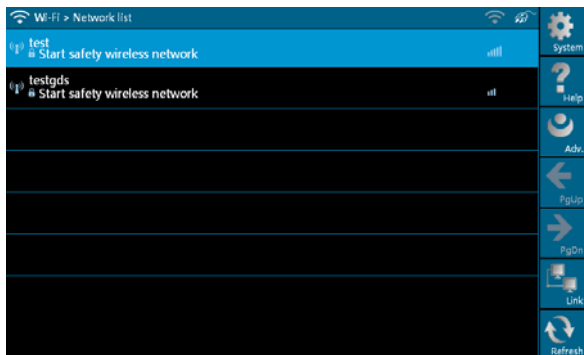 Wi-Fi > Network list
test
Start safety wireless network
testgds
Start safety wireless network
System
Help
Adv.
PgUp
PgDn
Link
Refresh